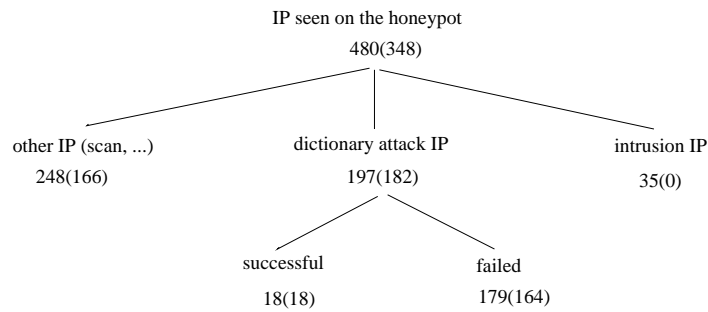 IP seen on the honeypot
480(348)
other IP (scan, ...)
dictionary attack IP
intrusion IP
248(166)
197(182)
35(0)
successful
failed
18(18)
179(164)